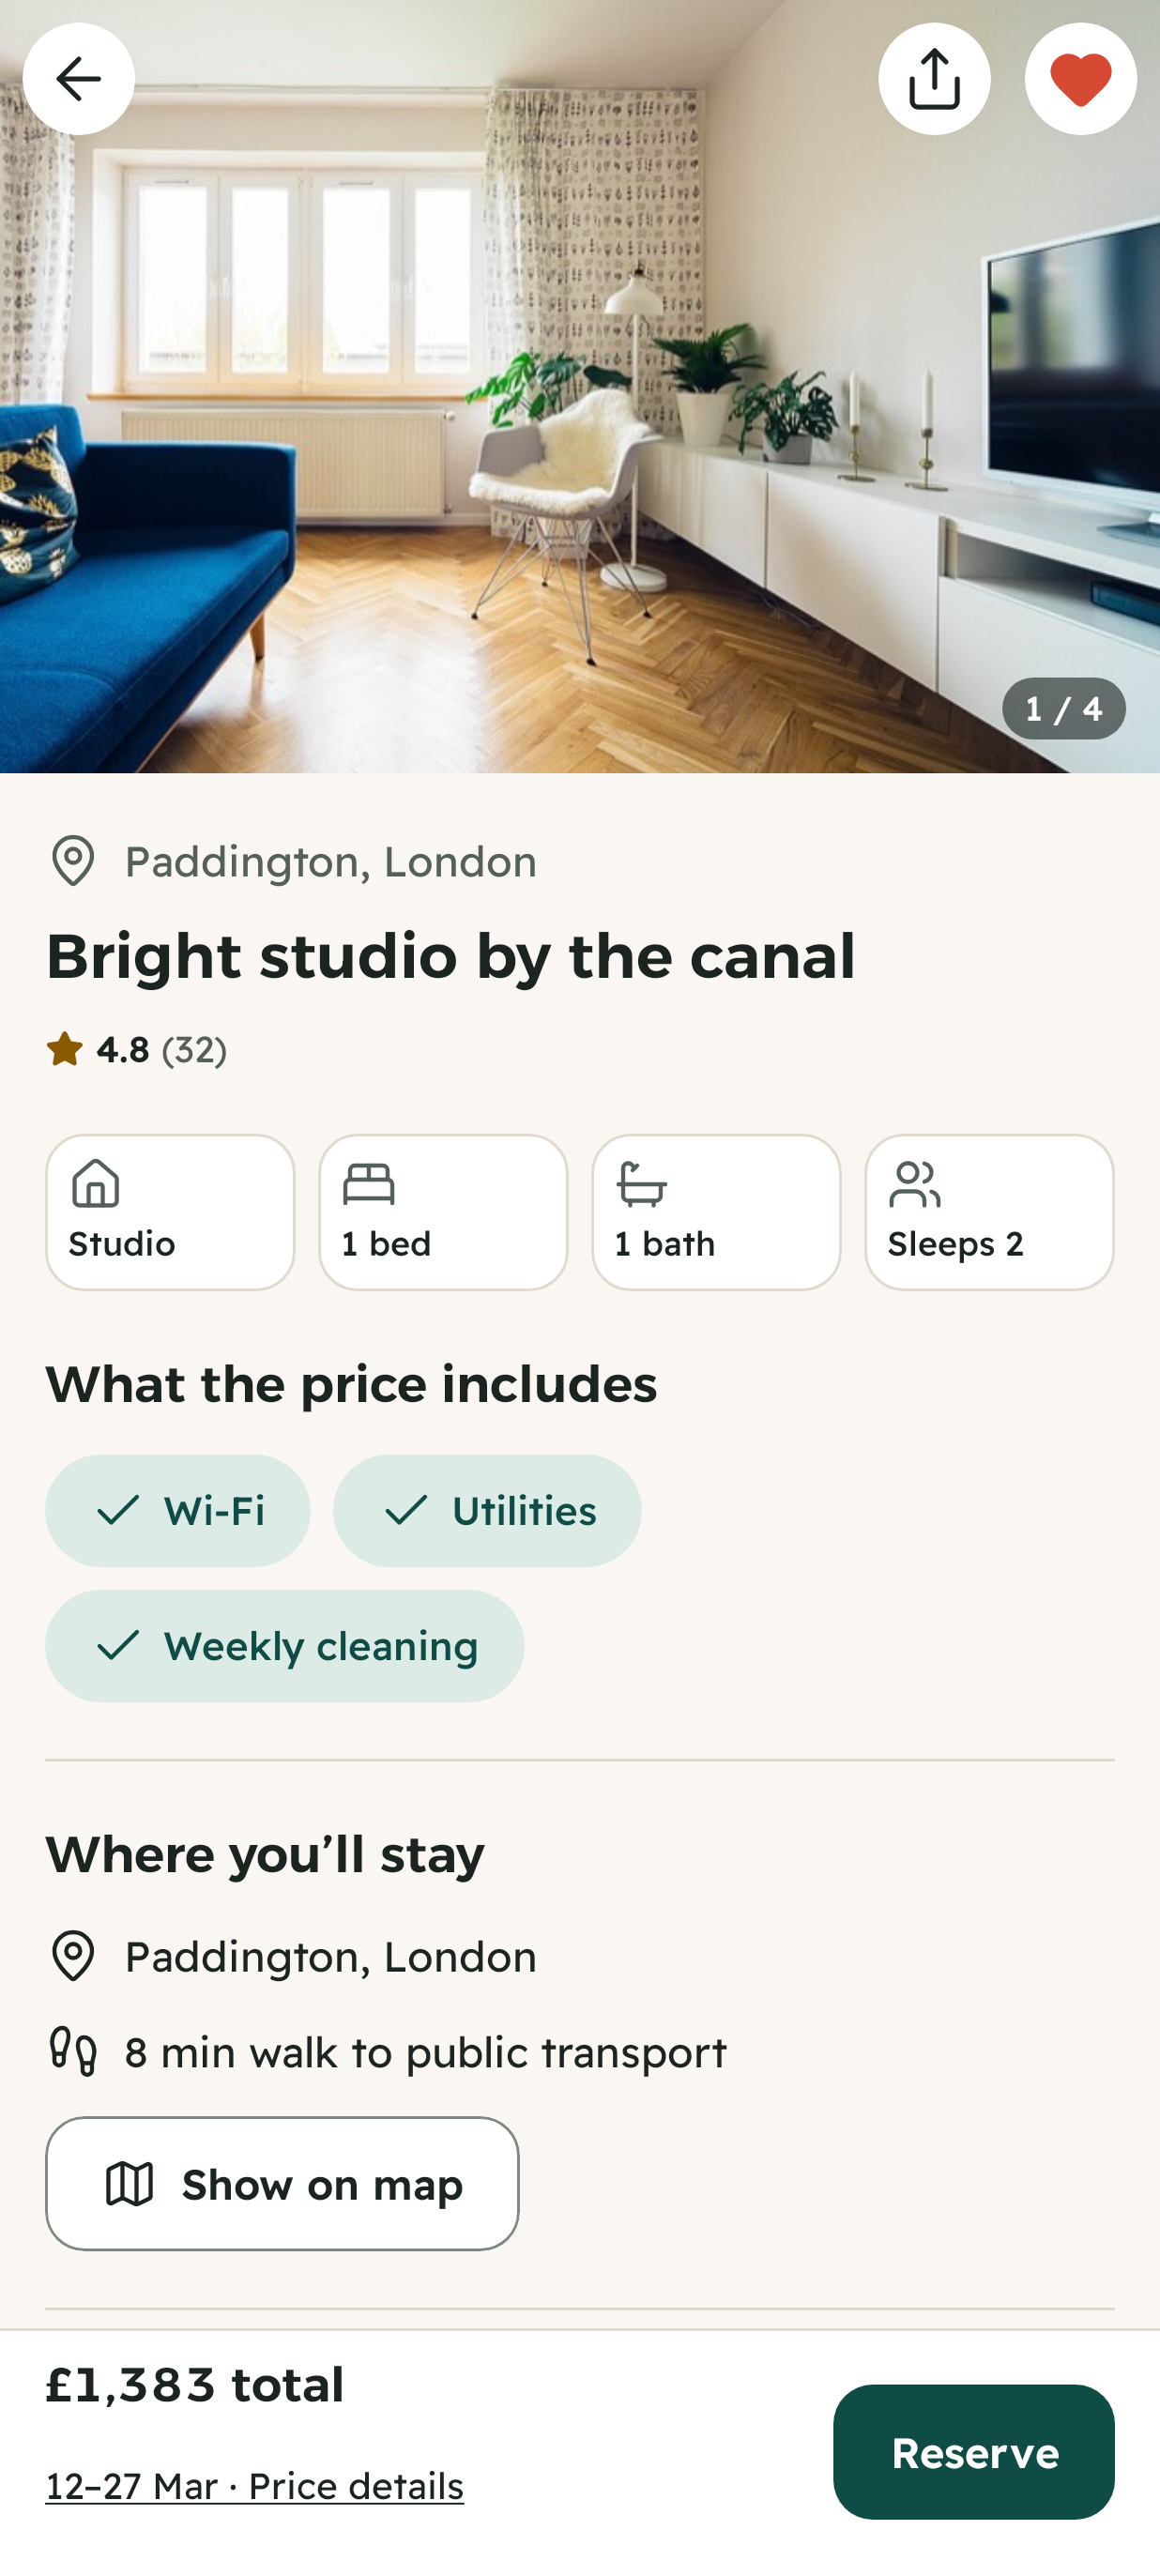 1 / 4
Paddington, London
Bright studio by the canal
4.8 (32)
Studio
1 bed
1 bath
Sleeps 2
What the price includes
Wi-Fi
Utilities
Weekly cleaning
Where you’ll stay
Paddington, London
8 min walk to public transport
Show on map
£1,383 total
12–27 Mar · Price details
Reserve